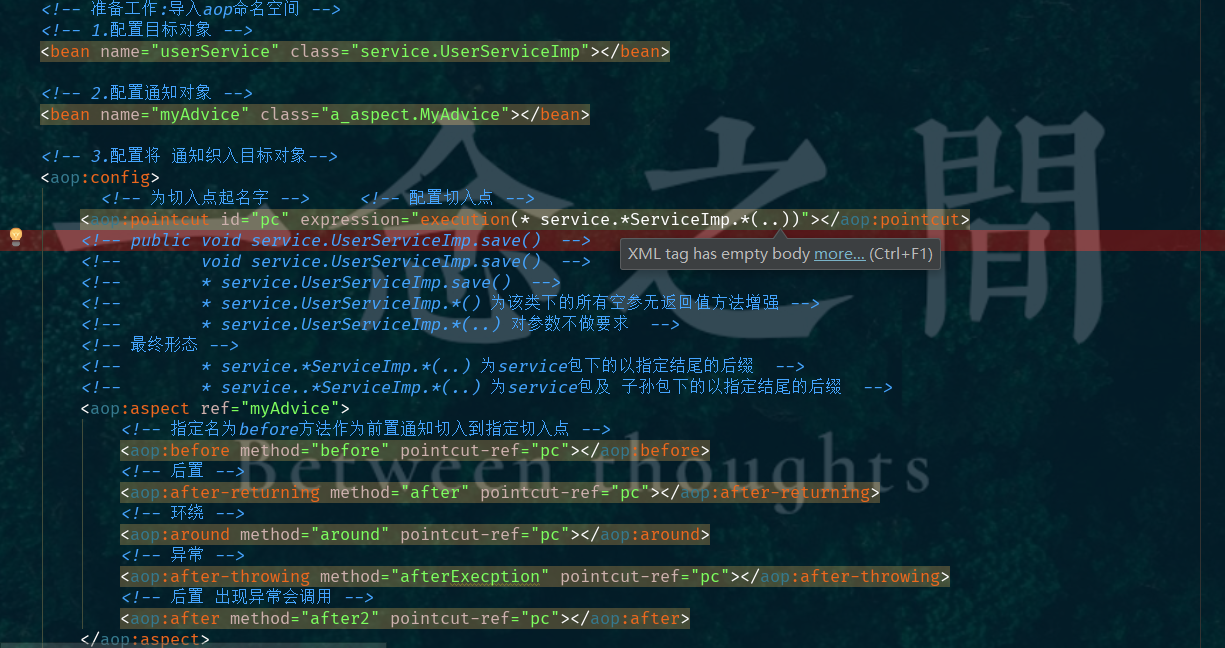 <!-- 准备工作:导入aop命名空间 -->
<!-- 1.配置目标对象 -->
<bean name="userService" class="service.UserServiceImp"></bean>
<!-- 2.配置通知对象 -->
<bean name="myAdvice" class="a_aspect.MyAdvice"></bean>
<!-- 3.配置将 通知织入目标对象-->
<aop:config>
<!-- 为切入点起名字 --> <!-- 配置切入点 -->
<aop:pointcut id="pc" expression="execution(* service.*ServiceImp.*(..))"></aop:pointcut>
<!-- public void service.UserServiceImp.save() -->
XML tag has empty body more... (Ctrl+F1)
<!-- void service.UserServiceImp.save() -->
<!-- * service.UserServiceImp.save() -->
<!-- * service.UserServiceImp.*() 为该类下的所有空参无返回值方法增强 -->
<!-- * service.UserServiceImp.*(..) 对参数不做要求 -->
<!-- 最终形态 -->
<!-- * service.*ServiceImp.*(..) 为service包下的以指定结尾的后缀 -->
<!-- * service..*ServiceImp.*(..) 为service包及 子孙包下的以指定结尾的后缀 -->
<aop:aspect ref="myAdvice">
<!-- 指定名为before方法作为前置通知切入到指定切入点 -->
<aop:before method="before" pointcut-ref="pc"></aop:before>
<!-- 后置 -->
<aop:after-returning method="after" pointcut-ref="pc"></aop:after-returning>
<!-- 环绕 -->
<aop:around method="around" pointcut-ref="pc"></aop:around>
<!-- 异常 -->
<aop:after-throwing method="afterExecption" pointcut-ref="pc"></aop:after-throwing>
<!-- 后置 出现异常会调用 -->
<aop:after method="after2" pointcut-ref="pc"></aop:after>
</aop:aspect>
一念之間
Between thoughts